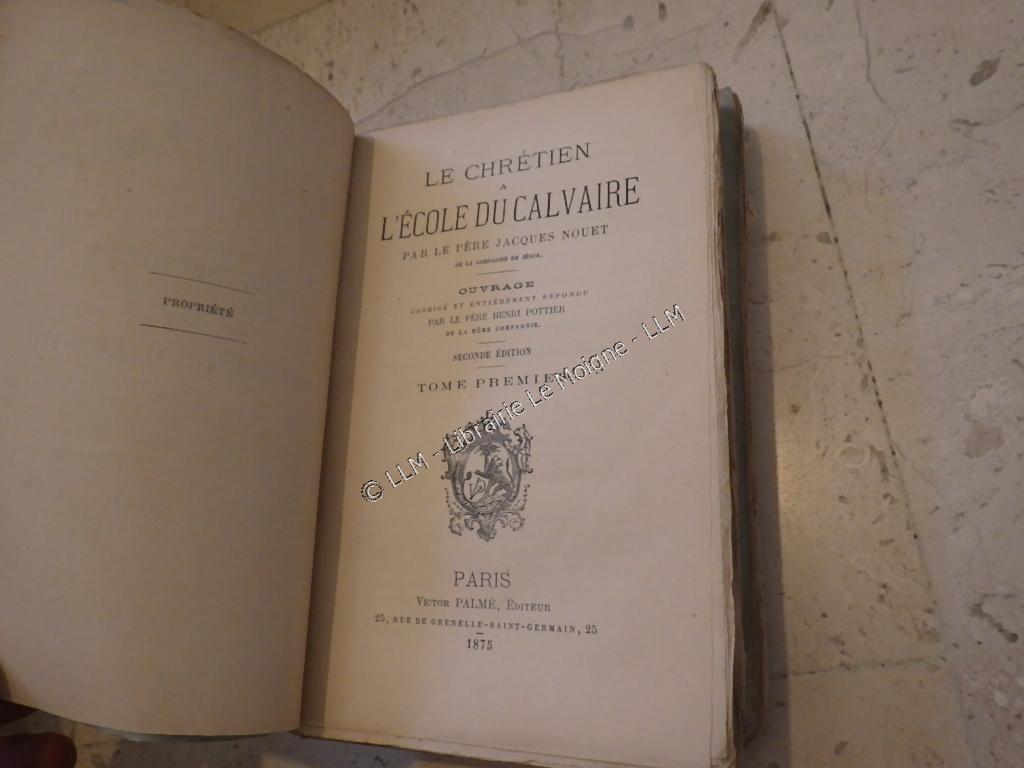 PROPRIÉTÉ
LE CHRÉTIEN
A
L'ÉCOLE DU CALVAIRE
PAR LE PÈRE JACQUES NOUET
DE LA COMPAGNIE DE JÉSUS.
OUVRAGE
CORRIGÉ ET ENTIÈREMENT REFONDU
PAR LE PÈRE HENRI POTTIER
DE LA MÊME COMPAGNIE.
SECONDE ÉDITION
TOME PREMIER
© LLM - Librairie Le Moigne - LLM
PARIS
VICTOR PALMÉ, ÉDITEUR
25, RUE DE GRENELLE-SAINT-GERMAIN, 25
1875